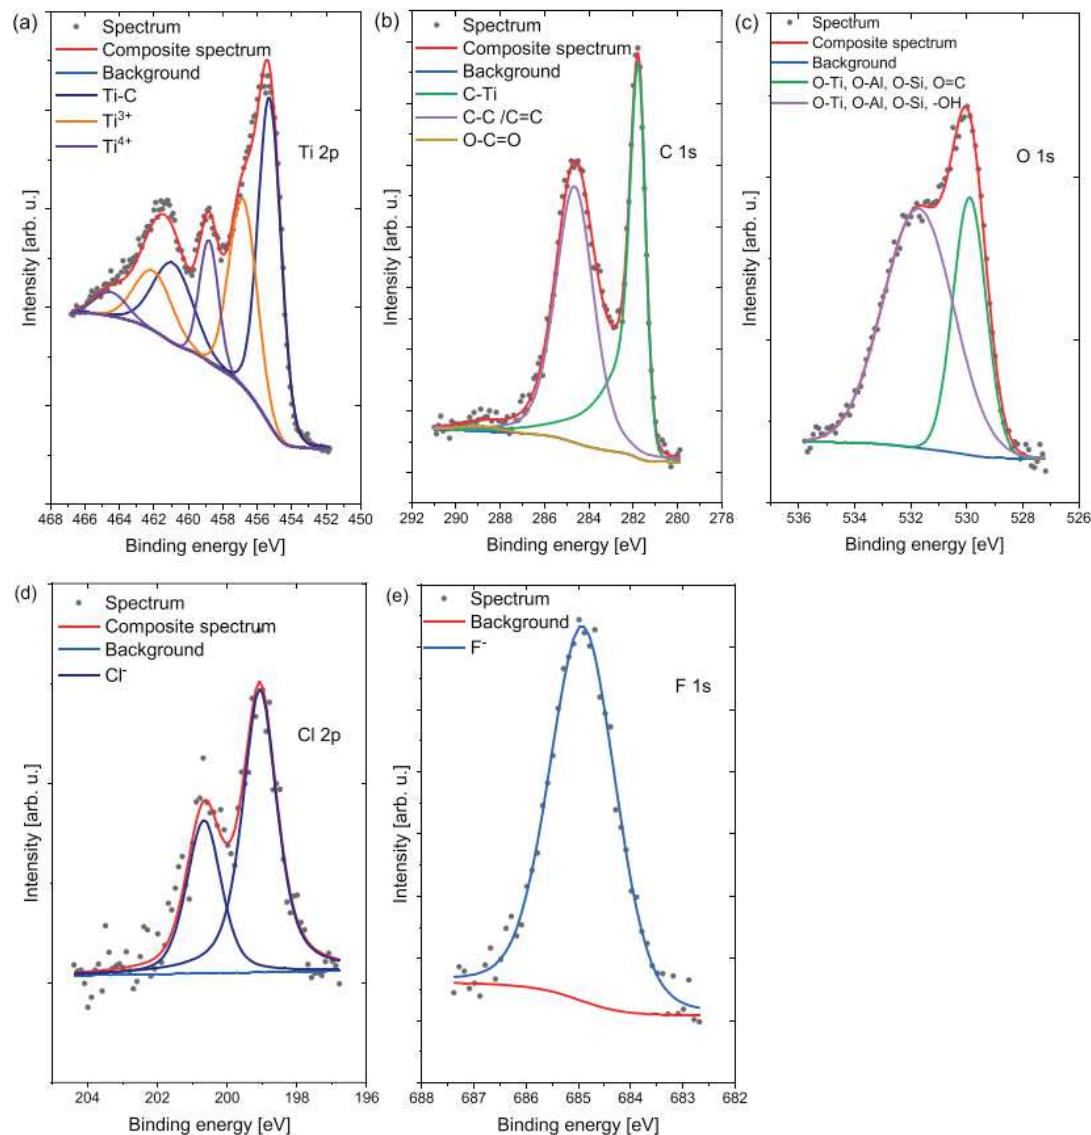 (a)
Spectrum
Composite spectrum
Background
Ti-C
Ti3+
Ti4+
Ti 2p
Intensity [arb. u.]
468 466 464 462 460 458 456 454 452 450
Binding energy [eV]
(b)
Spectrum
Composite spectrum
Background
C-Ti
C-C /C=C
O-C=O
C 1s
Intensity [arb. u.]
292 290 288 286 284 282 280 278
Binding energy [eV]
(c)
Spectrum
Composite spectrum
Background
O-Ti, O-Al, O-Si, O=C
O-Ti, O-Al, O-Si, -OH
O 1s
Intensity [arb. u.]
536 534 532 530 528 526
Binding energy [eV]
(d)
Spectrum
Composite spectrum
Background
Cl-
Cl 2p
Intensity [arb. u.]
204 202 200 198 196
Binding energy [eV]
(e)
Spectrum
Background
F-
F 1s
Intensity [arb. u.]
688 687 686 685 684 683 682
Binding energy [eV]